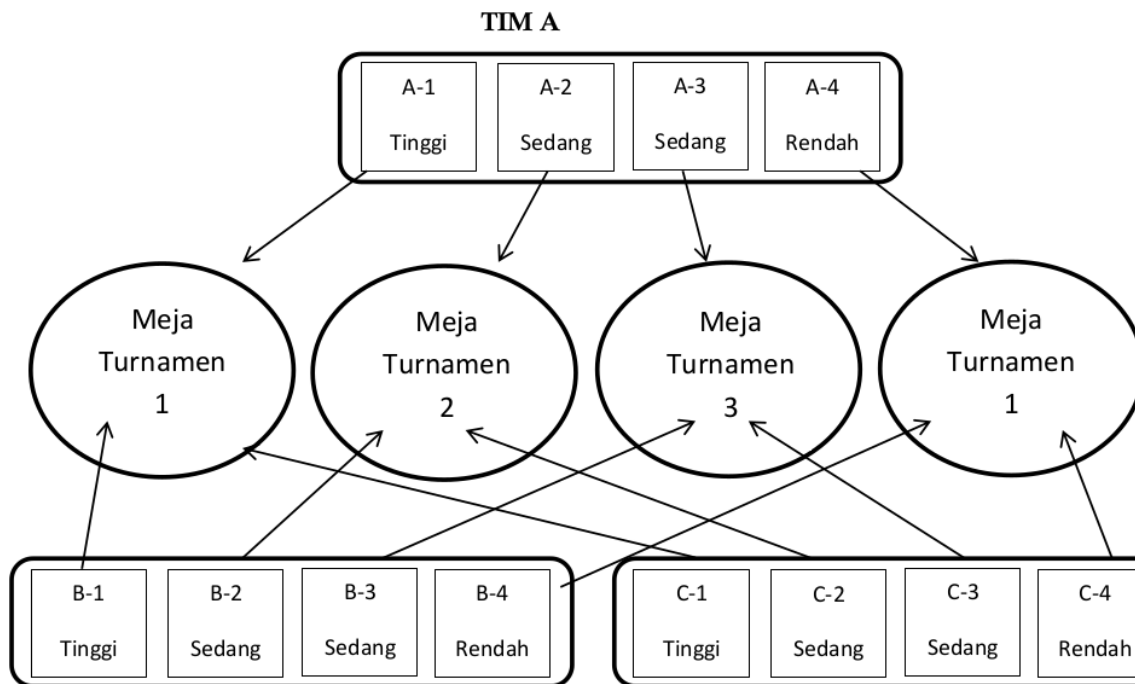 TIM A
A-1
Tinggi
A-2
Sedang
A-3
Sedang
A-4
Rendah
Meja
Turnamen
1
Meja
Turnamen
2
Meja
Turnamen
3
Meja
Turnamen
1
B-1
Tinggi
B-2
Sedang
B-3
Sedang
B-4
Rendah
C-1
Tinggi
C-2
Sedang
C-3
Sedang
C-4
Rendah